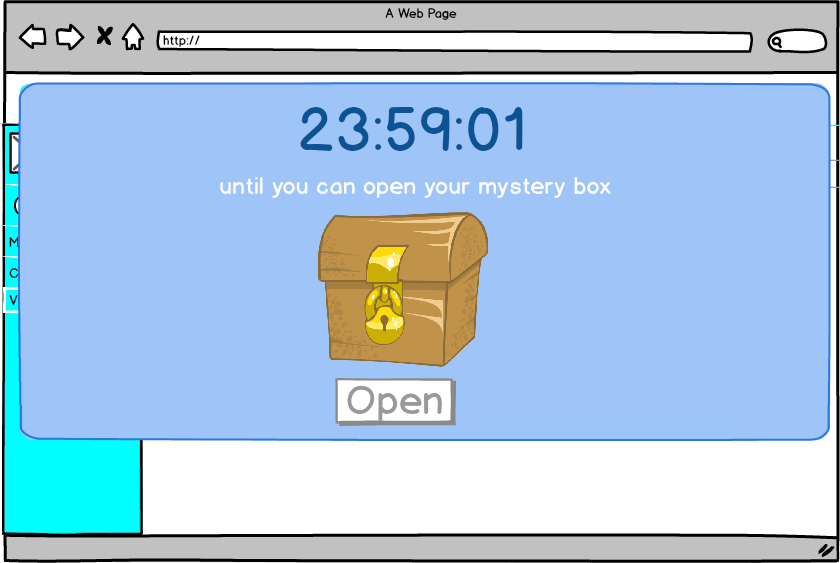 A Web Page
http://
23:59:01
until you can open your mystery box
M
C
V
Open